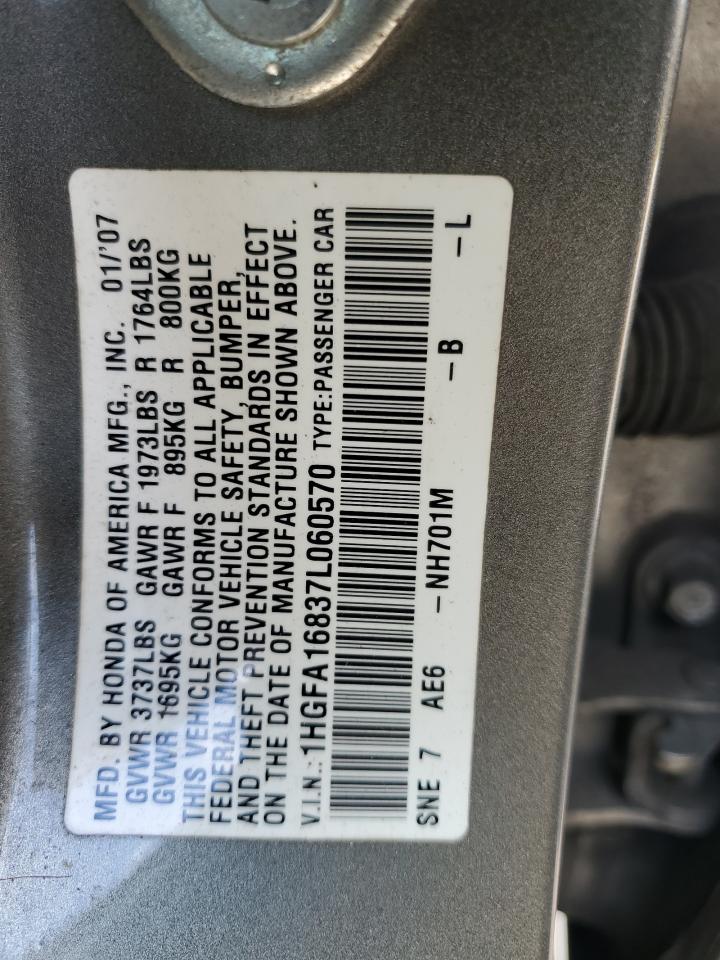 MFD. BY HONDA OF AMERICA MFG., INC. 01/'07
GVWR 3737LBS GAWR F 1973LBS R 1764LBS
GVWR 1695KG GAWR F 895KG R 800KG
THIS VEHICLE CONFORMS TO ALL APPLICABLE
FEDERAL MOTOR VEHICLE SAFETY, BUMPER,
AND THEFT PREVENTION STANDARDS IN EFFECT
ON THE DATE OF MANUFACTURE SHOWN ABOVE.
V.I.N.: 1HGFA16837L060570 TYPE:PASSENGER CAR
SNE 7 AE6 -NH701M -B -L